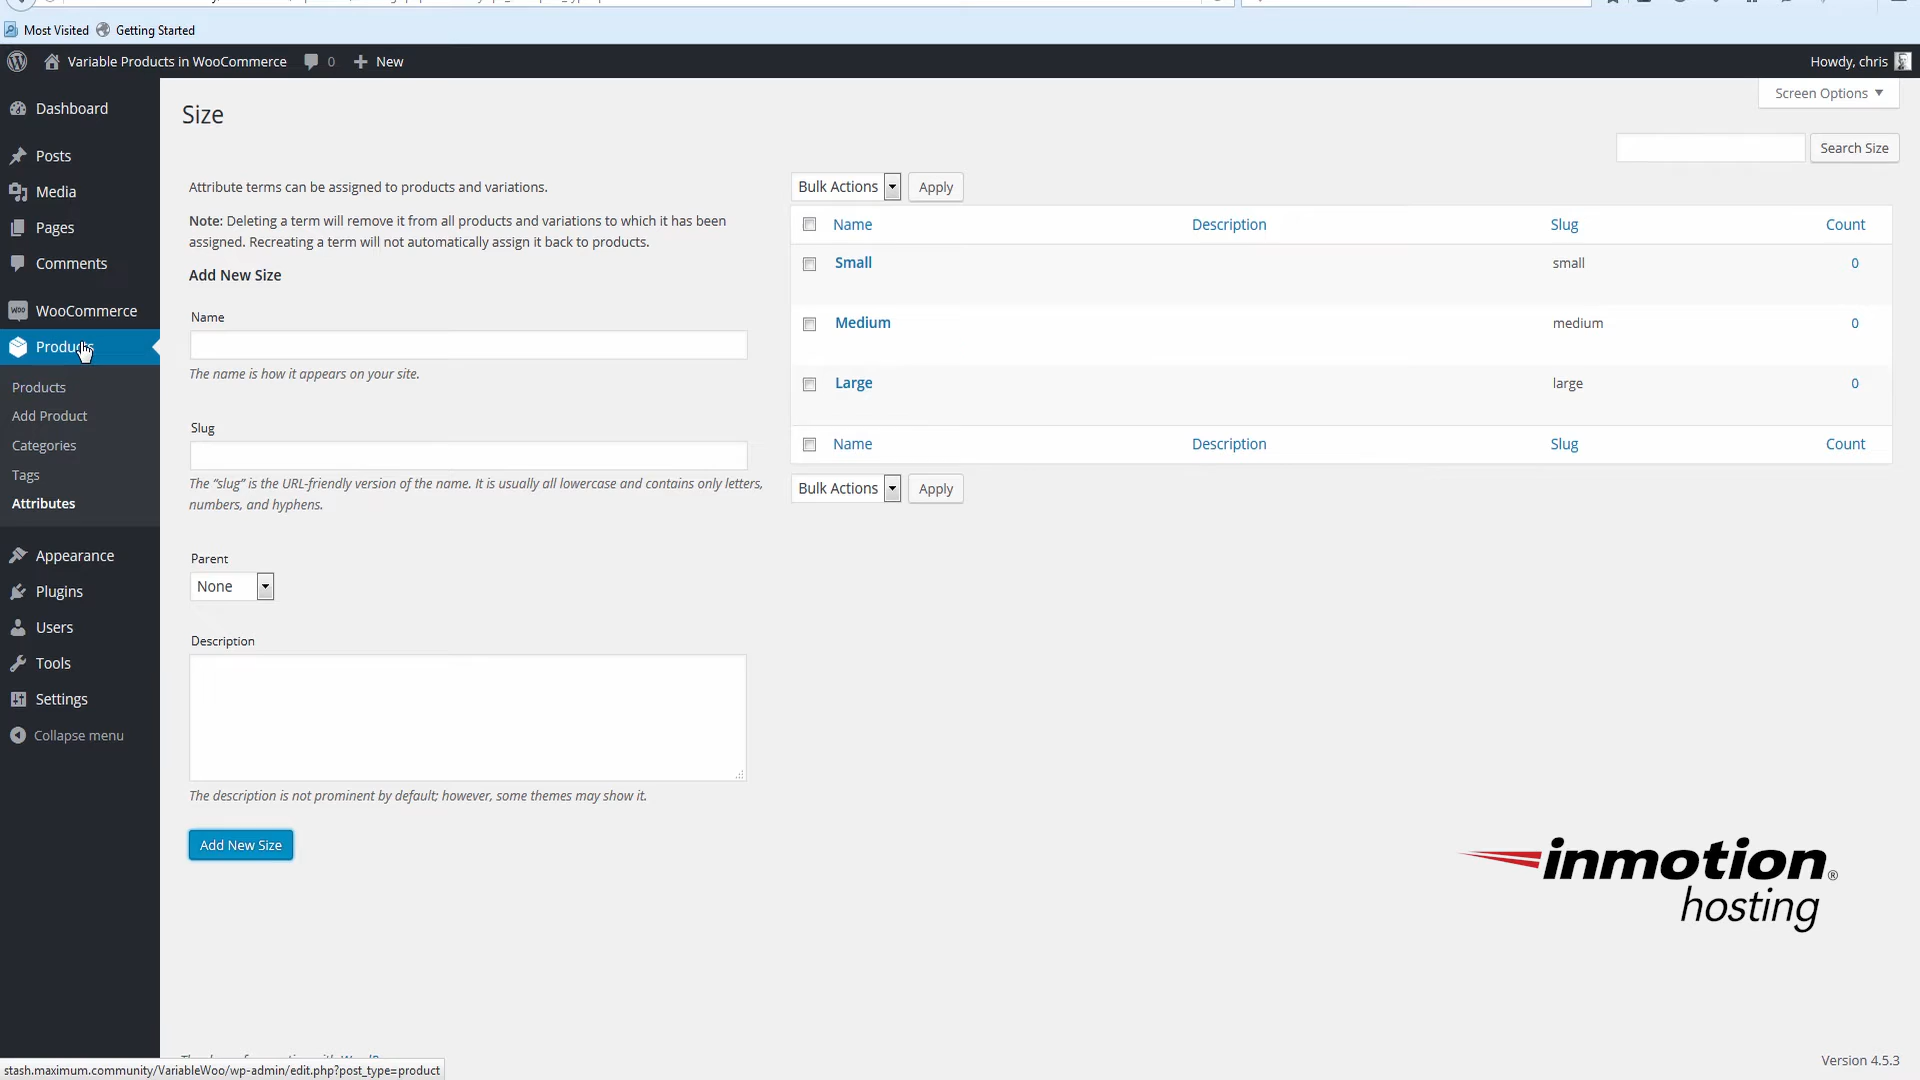 Most Visited Getting Started
Variable Products in WooCommerce 0 New Howdy, chris
Screen Options
Dashboard
Posts
Media
Pages
Comments
WooCommerce
Products
Products
Add Product
Categories
Tags
Attributes
Appearance
Plugins
Users
Tools
Settings
Collapse menu
Size
Search Size
Attribute terms can be assigned to products and variations.
Note: Deleting a term will remove it from all products and variations to which it has been
assigned. Recreating a term will not automatically assign it back to products.
Add New Size
Name
The name is how it appears on your site.
Slug
The “slug” is the URL-friendly version of the name. It is usually all lowercase and contains only letters,
numbers, and hyphens.
Parent
None
Description
The description is not prominent by default; however, some themes may show it.
Add New Size
Bulk Actions Apply
Name Description Slug Count
Small small 0
Medium medium 0
Large large 0
Name Description Slug Count
Bulk Actions Apply
inmotion®
hosting
Version 4.5.3
stash.maximum.community/VariableWoo/wp-admin/edit.php?post_type=product